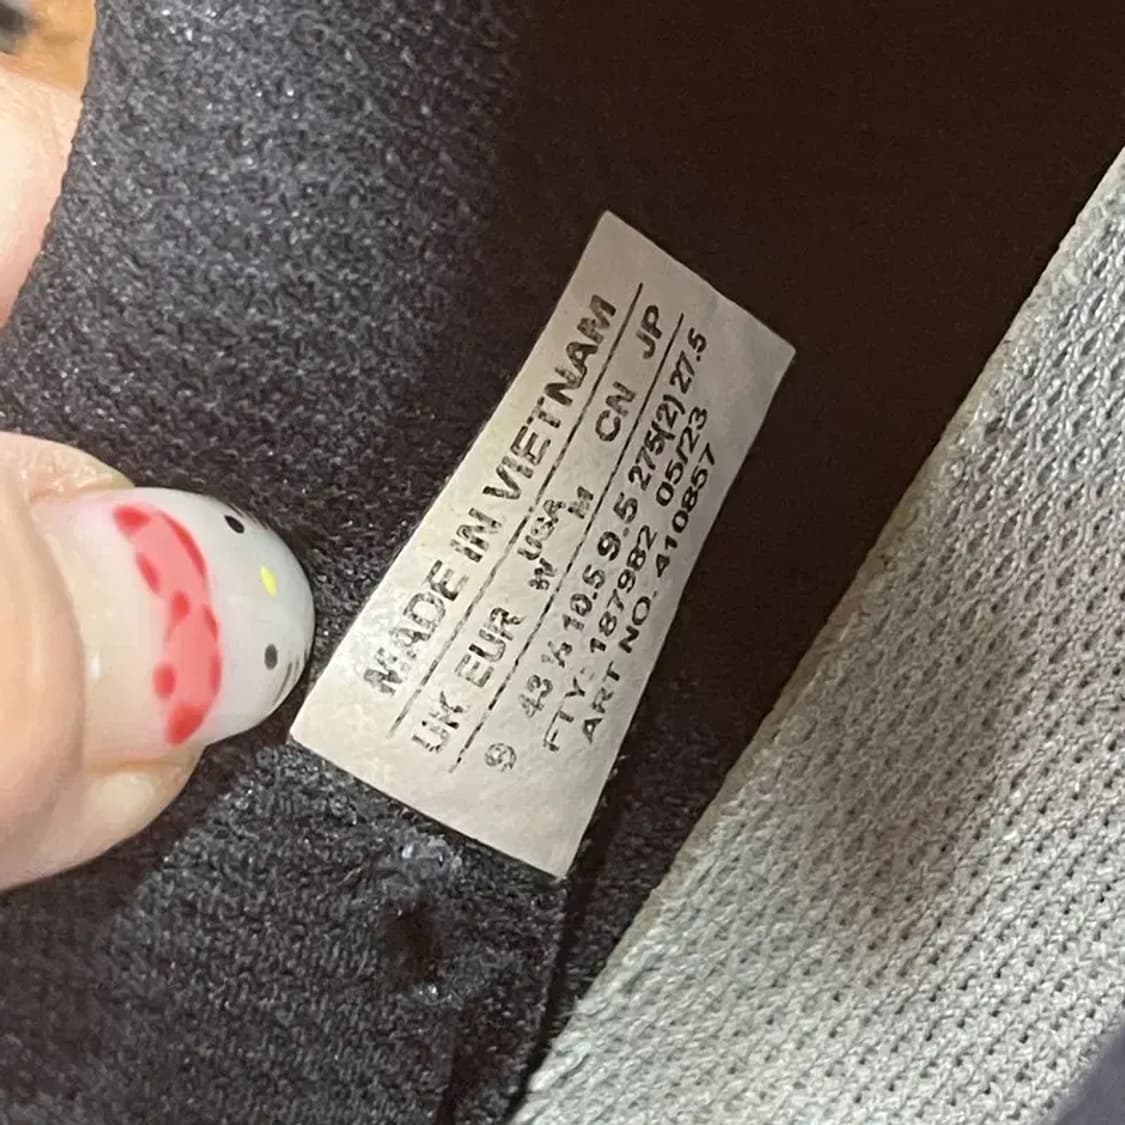 MADE IN VIETNAM
UK EUR USA CN JP
W M
9 43 ⅓ 10.5 9.5 275(2) 27.5
FTY: 187982 05/23
ART NO. 410857